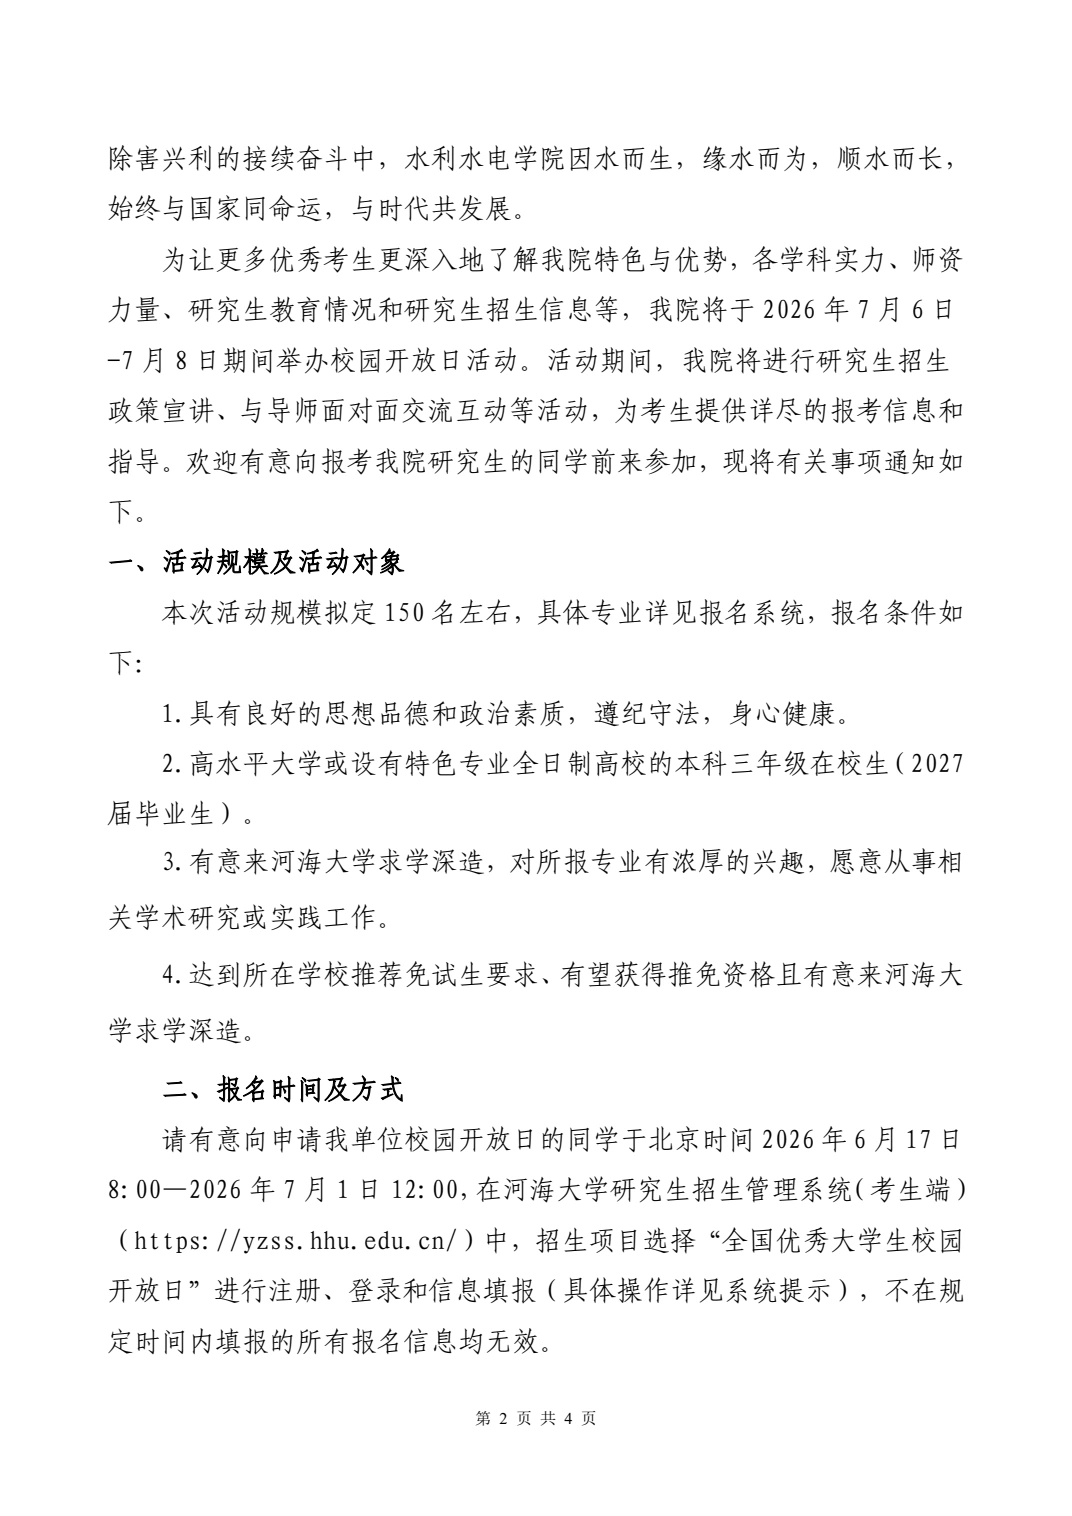 除害兴利的接续奋斗中，水利水电学院因水而生，缘水而为，顺水而长，
始终与国家同命运，与时代共发展。
为让更多优秀考生更深入地了解我院特色与优势，各学科实力、师资
力量、研究生教育情况和研究生招生信息等，我院将于 2026 年 7 月 6 日
-7 月 8 日期间举办校园开放日活动。活动期间，我院将进行研究生招生
政策宣讲、与导师面对面交流互动等活动，为考生提供详尽的报考信息和
指导。欢迎有意向报考我院研究生的同学前来参加，现将有关事项通知如
下。
一、活动规模及活动对象
本次活动规模拟定 150 名左右，具体专业详见报名系统，报名条件如
下：
1.具有良好的思想品德和政治素质，遵纪守法，身心健康。
2.高水平大学或设有特色专业全日制高校的本科三年级在校生（2027
届毕业生）。
3.有意来河海大学求学深造，对所报专业有浓厚的兴趣，愿意从事相
关学术研究或实践工作。
4.达到所在学校推荐免试生要求、有望获得推免资格且有意来河海大
学求学深造。
二、报名时间及方式
请有意向申请我单位校园开放日的同学于北京时间 2026 年 6 月 17 日
8:00—2026 年 7 月 1 日 12:00，在河海大学研究生招生管理系统（考生端）
（https://yzss.hhu.edu.cn/）中，招生项目选择“全国优秀大学生校园
开放日”进行注册、登录和信息填报（具体操作详见系统提示），不在规
定时间内填报的所有报名信息均无效。
第 2 页 共 4 页